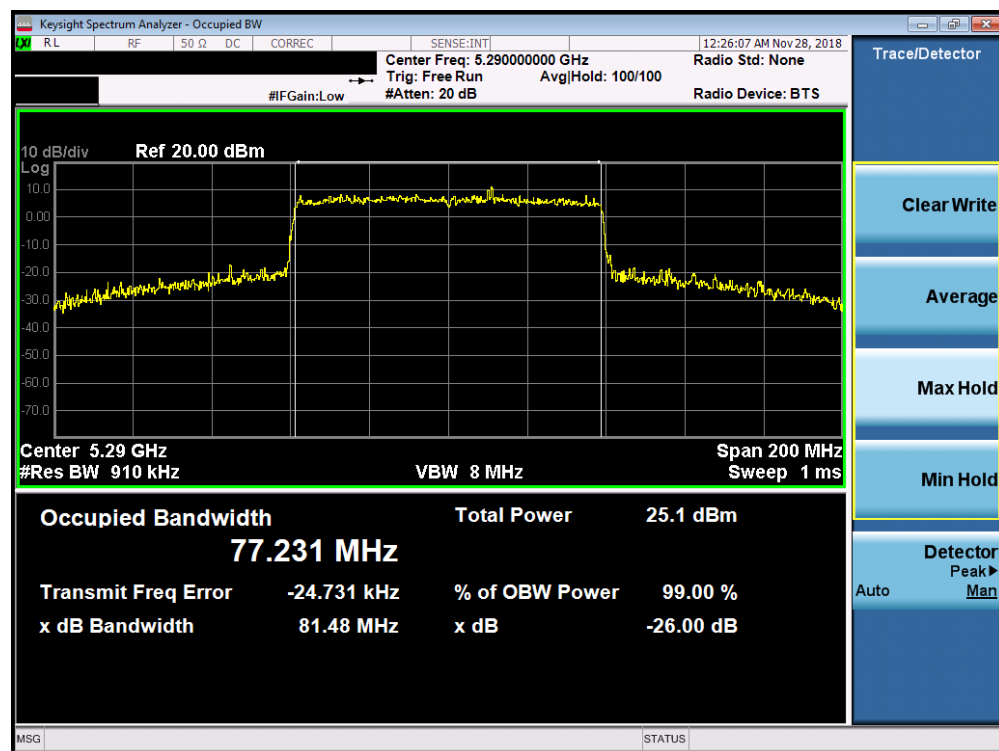 Keysight Spectrum Analyzer - Occupied BW
LXI RL RF 50 Ω DC CORREC SENSE:INT 12:26:07 AM Nov 28, 2018
Center Freq: 5.290000000 GHz Radio Std: None
Trig: Free Run Avg|Hold: 100/100
#IFGain:Low #Atten: 20 dB Radio Device: BTS
10 dB/div Ref 20.00 dBm
Log
10.0
0.00
-10.0
-20.0
-30.0
-40.0
-50.0
-60.0
-70.0
Center 5.29 GHz Span 200 MHz
#Res BW 910 kHz VBW 8 MHz Sweep 1 ms
Occupied Bandwidth Total Power 25.1 dBm
77.231 MHz
Transmit Freq Error -24.731 kHz % of OBW Power 99.00 %
x dB Bandwidth 81.48 MHz x dB -26.00 dB
Trace/Detector
Clear Write
Average
Max Hold
Min Hold
Detector
Peak▶
Auto Man
MSG STATUS